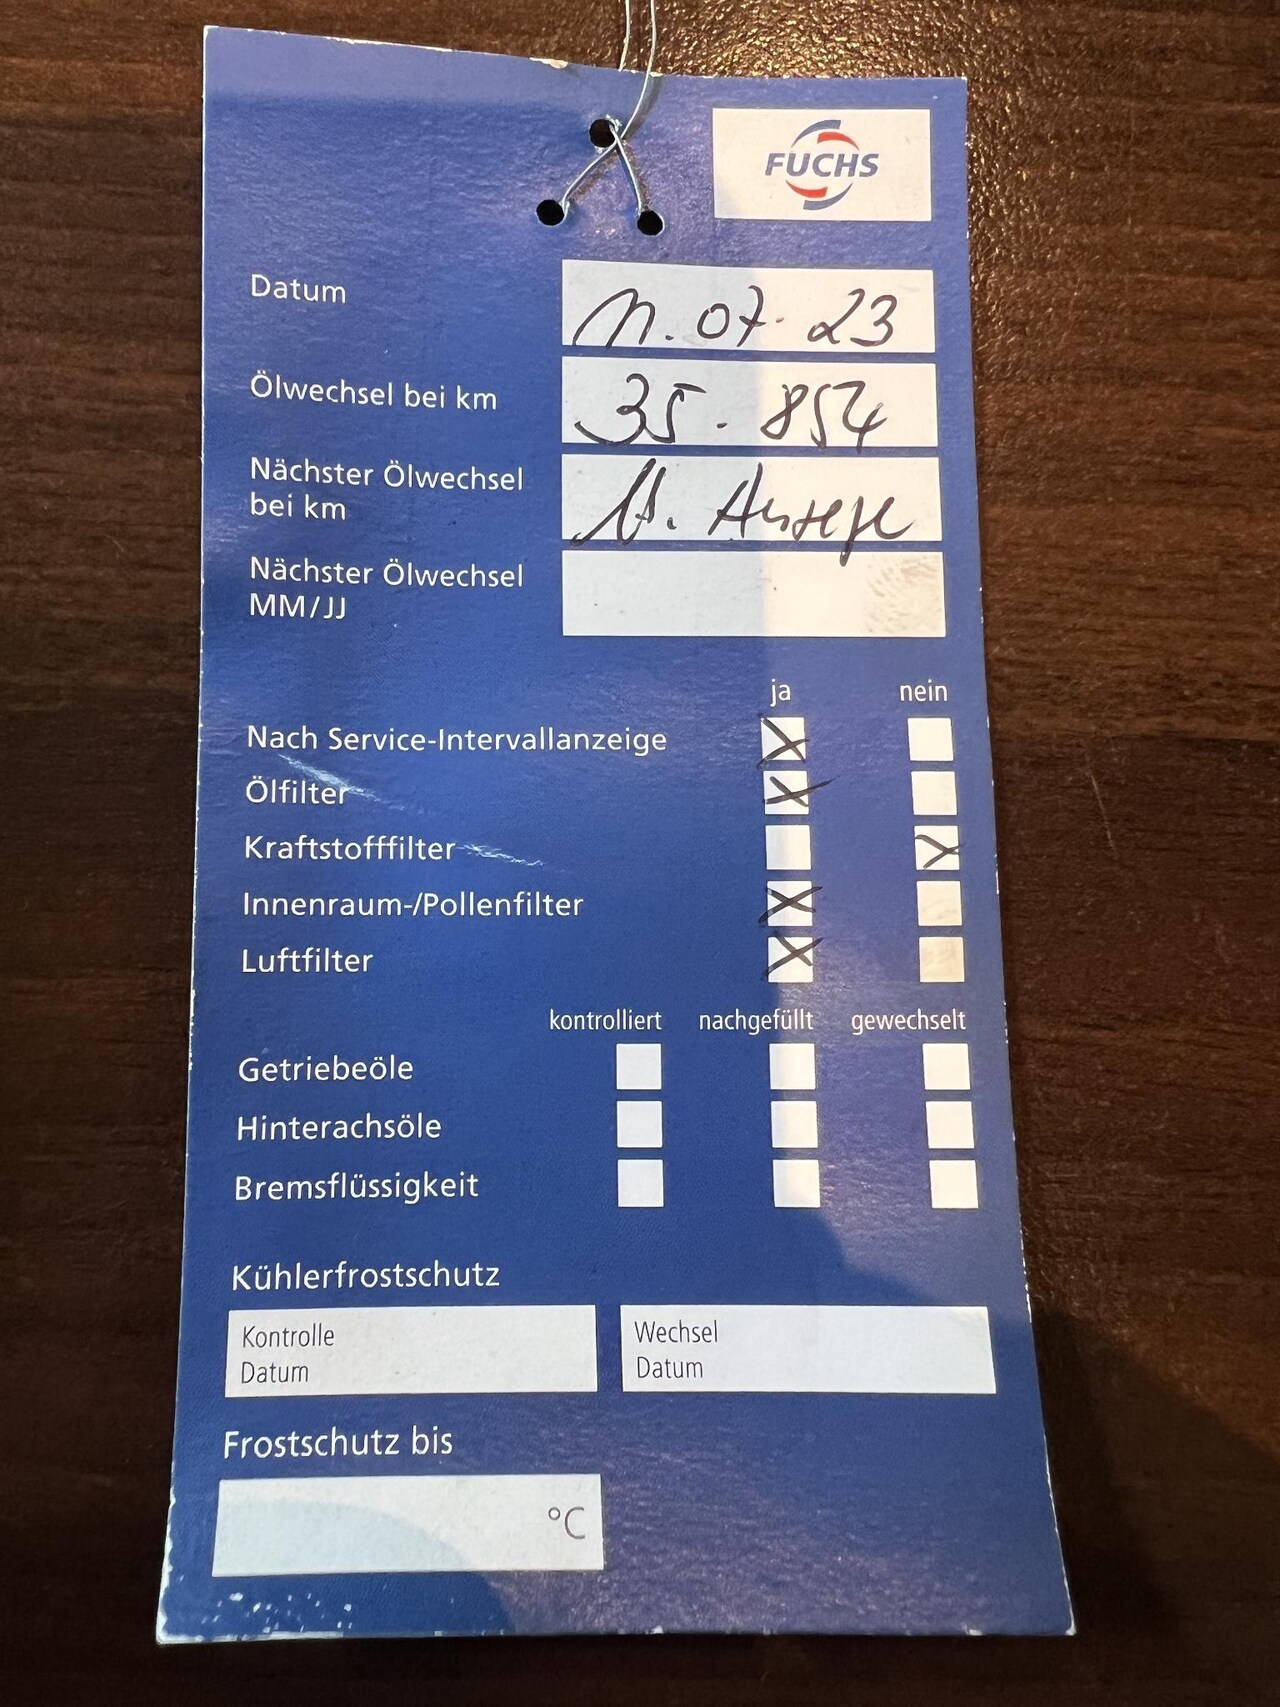 FUCHS
Datum 11.07.23
Ölwechsel bei km 35.854
Nächster Ölwechsel
bei km N. Anzeige
Nächster Ölwechsel
MM/JJ
ja nein
Nach Service-Intervallanzeige X
Ölfilter X
Kraftstofffilter X
Innenraum-/Pollenfilter X
Luftfilter X
kontrolliert nachgefüllt gewechselt
Getriebeöle
Hinterachsöle
Bremsflüssigkeit
Kühlerfrostschutz
Kontrolle
Datum
Wechsel
Datum
Frostschutz bis
°C